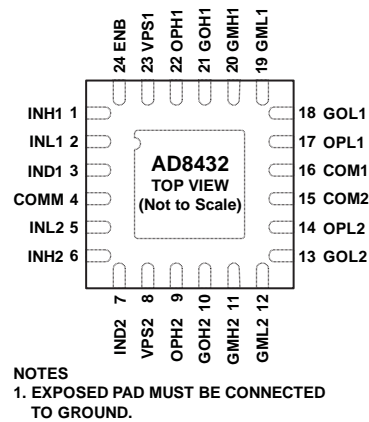 24 ENB
23 VPS1
22 OPH1
21 GOH1
20 GMH1
19 GML1
INH1 1
INL1 2
IND1 3
COMM 4
INL2 5
INH2 6
AD8432
TOP VIEW
(Not to Scale)
18 GOL1
17 OPL1
16 COM1
15 COM2
14 OPL2
13 GOL2
IND2 7
VPS2 8
OPH2 9
GOH2 10
GMH2 11
GML2 12
NOTES
1. EXPOSED PAD MUST BE CONNECTED
TO GROUND.